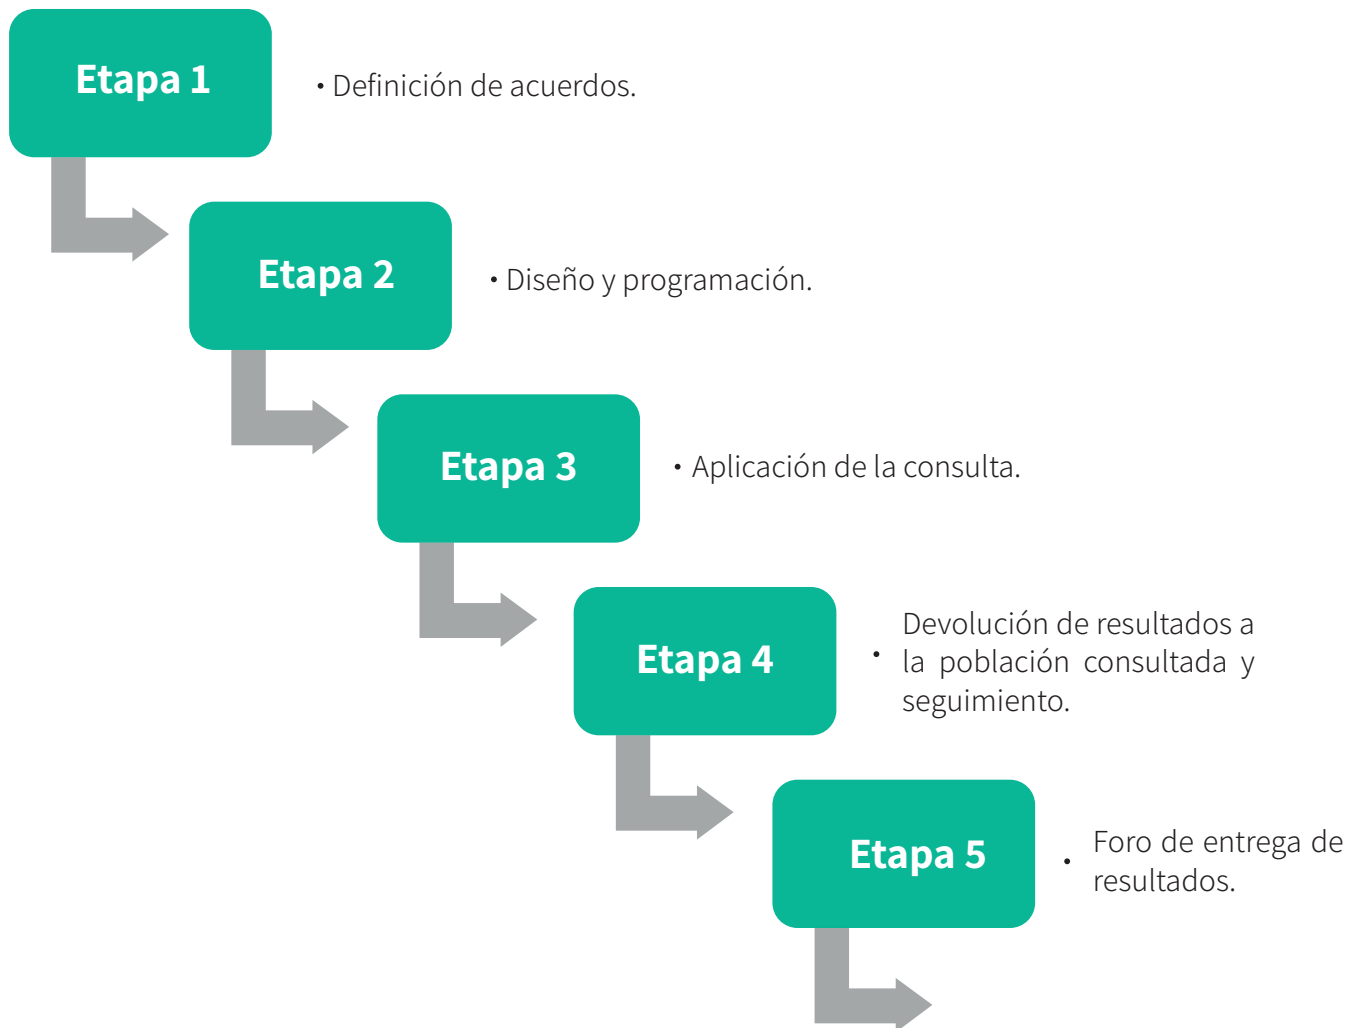 Etapa 1
• Definición de acuerdos.
Etapa 2
• Diseño y programación.
Etapa 3
• Aplicación de la consulta.
Etapa 4
• Devolución de resultados a
la población consultada y
seguimiento.
Etapa 5
• Foro de entrega de
resultados.